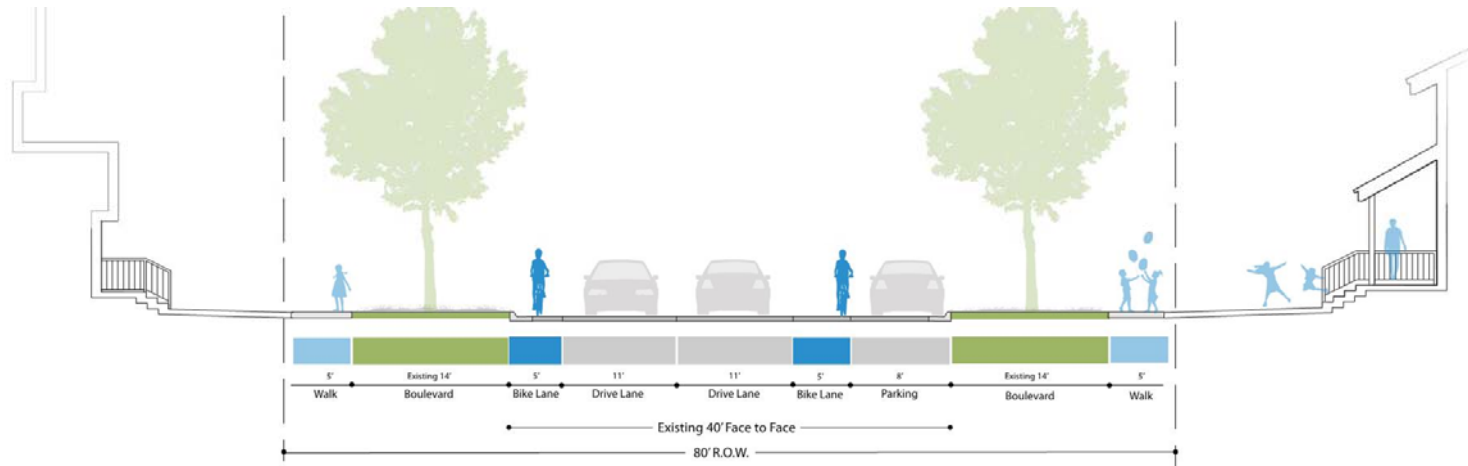 5' Existing 14' 5' 11' 11' 5' 8' Existing 14' 5'
Walk Boulevard Bike Lane Drive Lane Drive Lane Bike Lane Parking Boulevard Walk
Existing 40' Face to Face
80' R.O.W.